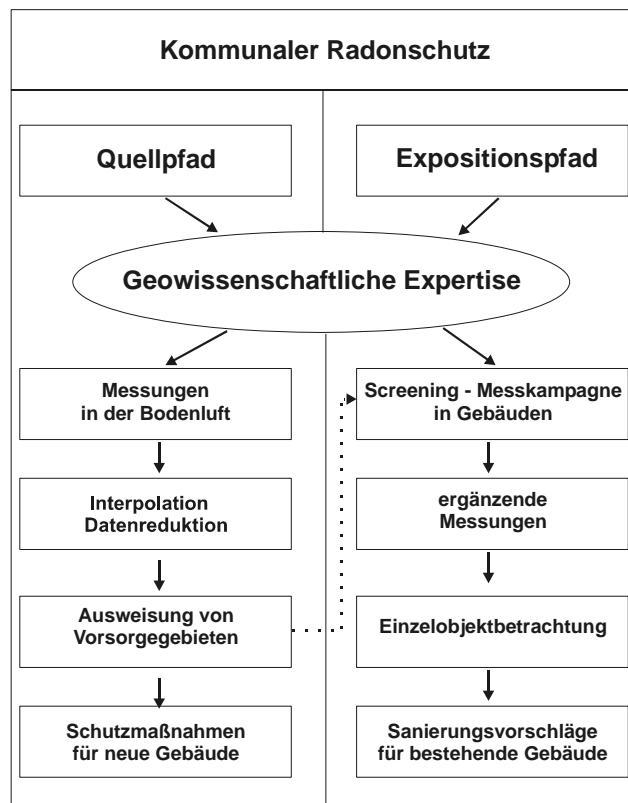 Kommunaler Radonschutz
Quellpfad
Expositionspfad
Geowissenschaftliche Expertise
Messungen
in der Bodenluft
Interpolation
Datenreduktion
Ausweisung von
Vorsorgegebieten
Schutzmaßnahmen
für neue Gebäude
Screening - Messkampagne
in Gebäuden
ergänzende
Messungen
Einzelobjektbetrachtung
Sanierungsvorschläge
für bestehende Gebäude